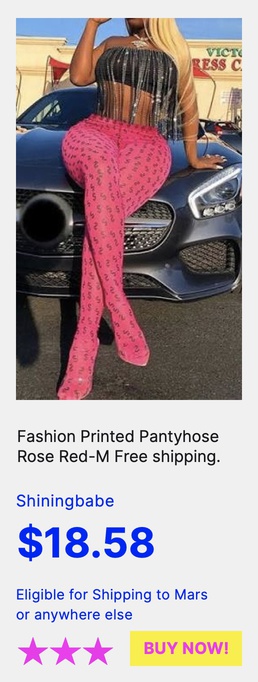 VICTO
RESS C
Fashion Printed Pantyhose
Rose Red-M Free shipping.
Shiningbabe
$18.58
Eligible for Shipping to Mars
or anywhere else
BUY NOW!